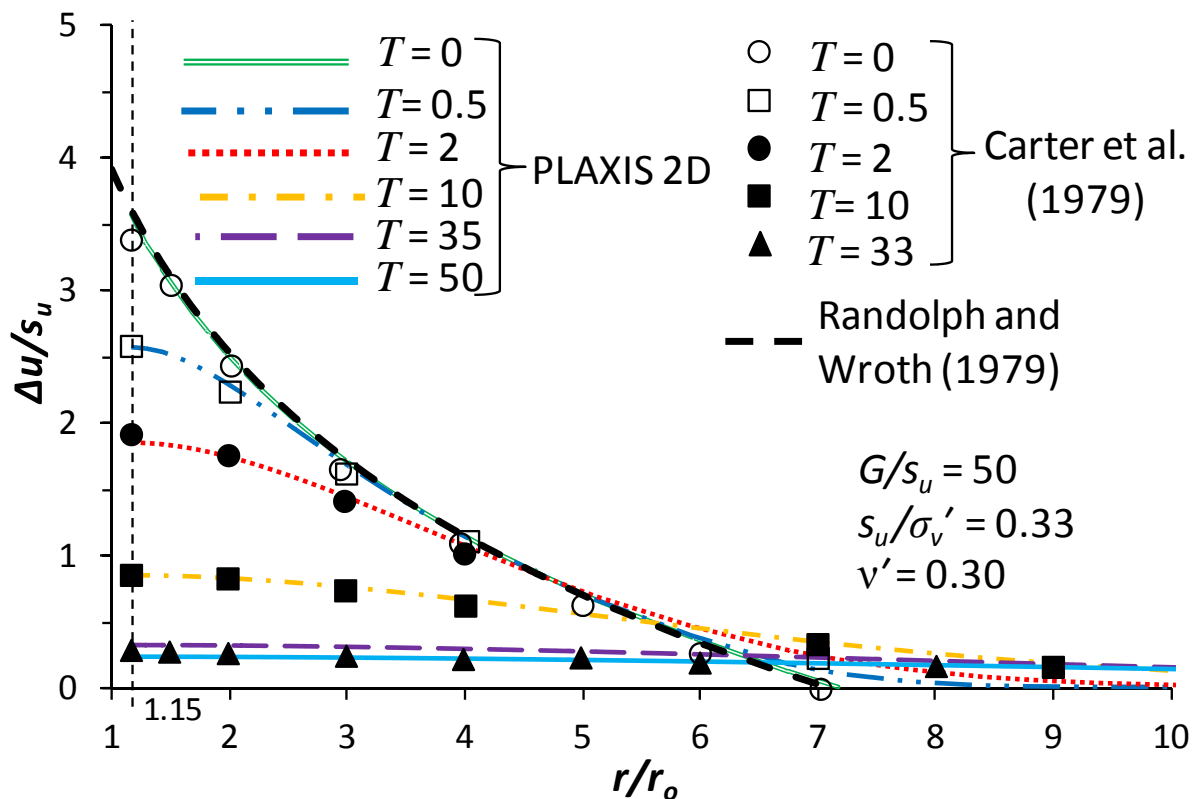 5
4
3
2
1
0
Δu/sᵤ
T = 0
T= 0.5
T = 2
T = 10
T = 35
T = 50
PLAXIS 2D
T = 0
T = 0.5
T = 2
T= 10
T = 33
Carter et al.
(1979)
Randolph and
Wroth (1979)
G/sᵤ = 50
sᵤ/σᵥ′ = 0.33
ν′ = 0.30
1.15
1 2 3 4 5 6 7 8 9 10
r/rₒ